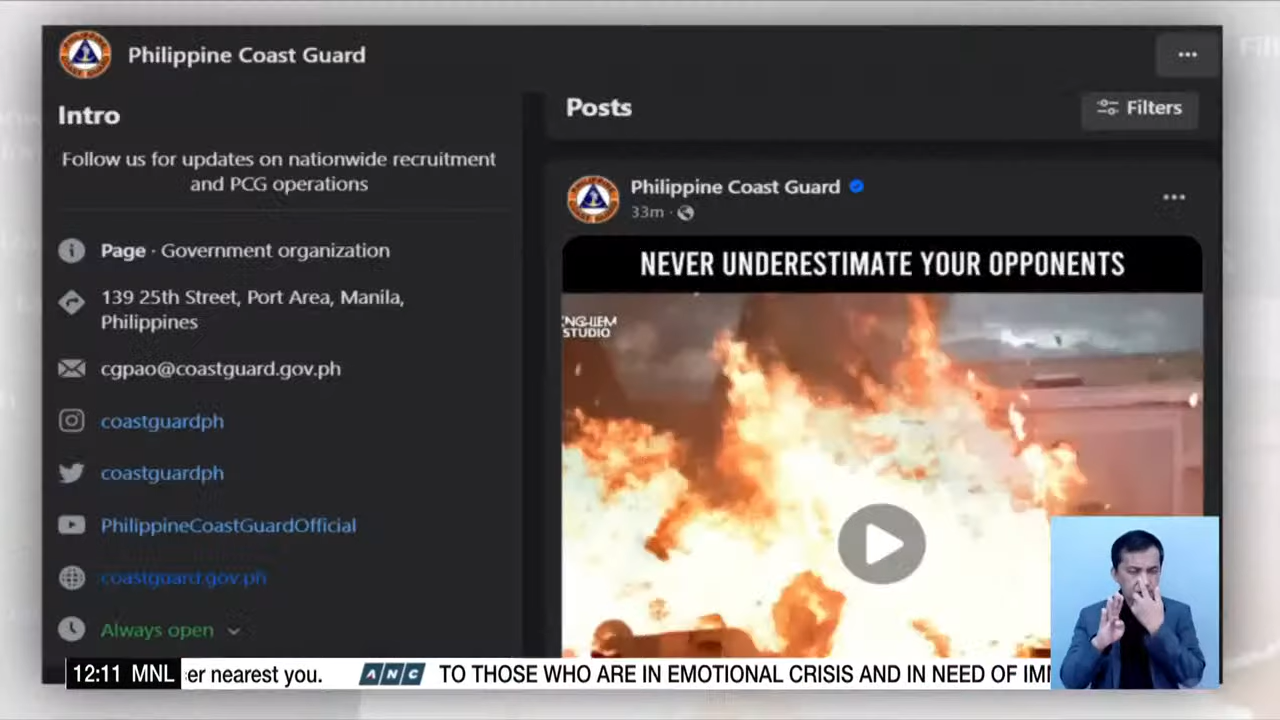 Philippine Coast Guard
Intro
Follow us for updates on nationwide recruitment
and PCG operations
Page · Government organization
139 25th Street, Port Area, Manila,
Philippines
cgpao@coastguard.gov.ph
coastguardph
coastguardph
PhilippineCoastGuardOfficial
coastguard.gov.ph
Always open
Posts
Filters
Philippine Coast Guard
33m ·
NEVER UNDERESTIMATE YOUR OPPONENTS
STUDIO
12:11 MNL
er nearest you.
ANC
TO THOSE WHO ARE IN EMOTIONAL CRISIS AND IN NEED OF IM